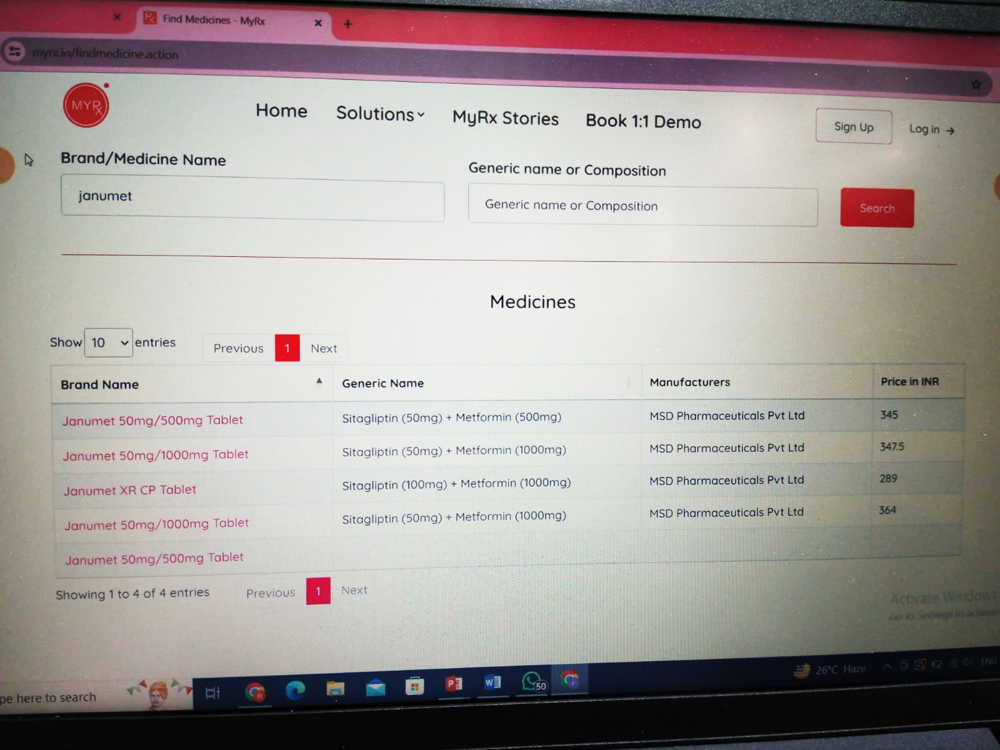 Find Medicines - MyRx
myrx.in/findmedicine.action
MYRx
Home Solutions MyRx Stories Book 1:1 Demo Sign Up Log in →
Brand/Medicine Name Generic name or Composition
janumet Generic name or Composition Search
Medicines
Show 10 entries Previous 1 Next
Brand Name Generic Name Manufacturers Price in INR
Janumet 50mg/500mg Tablet Sitagliptin (50mg) + Metformin (500mg) MSD Pharmaceuticals Pvt Ltd 345
Janumet 50mg/1000mg Tablet Sitagliptin (50mg) + Metformin (1000mg) MSD Pharmaceuticals Pvt Ltd 347.5
Janumet XR CP Tablet Sitagliptin (100mg) + Metformin (1000mg) MSD Pharmaceuticals Pvt Ltd 289
Janumet 50mg/1000mg Tablet Sitagliptin (50mg) + Metformin (1000mg) MSD Pharmaceuticals Pvt Ltd 364
Janumet 50mg/500mg Tablet
Showing 1 to 4 of 4 entries Previous 1 Next
Activate Windows
Go to Settings to activate
pe here to search 50 26°C Haze ENG